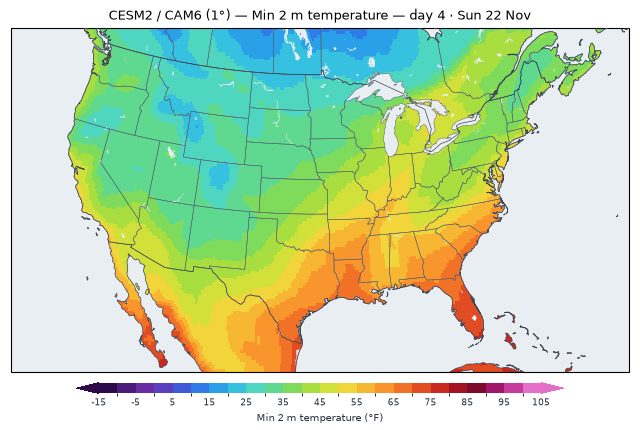 CESM2 / CAM6 (1°) — Min 2 m temperature — day 4 · Sun 22 Nov
-15 -5 5 15 25 35 45 55 65 75 85 95 105
Min 2 m temperature (°F)